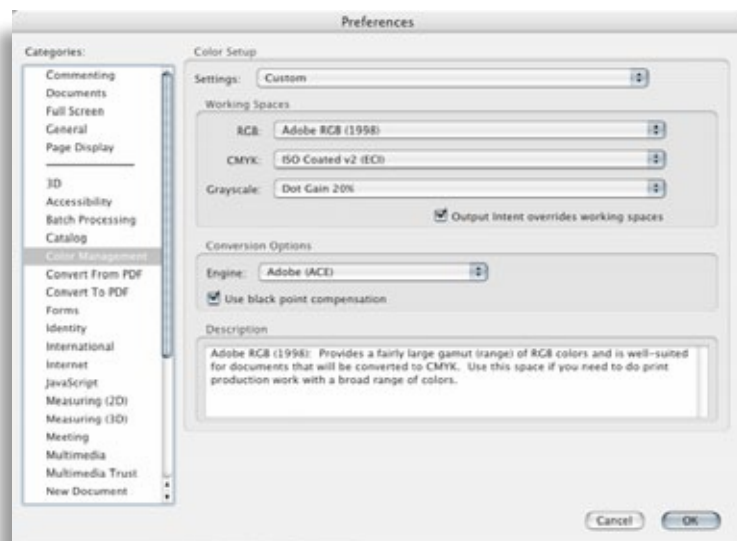 Preferences
Categories:
Commenting
Documents
Full Screen
General
Page Display
3D
Accessibility
Batch Processing
Catalog
Color Management
Convert From PDF
Convert To PDF
Forms
Identity
International
Internet
JavaScript
Measuring (2D)
Measuring (3D)
Meeting
Multimedia
Multimedia Trust
New Document
Color Setup
Settings: Custom
Working Spaces
RGB: Adobe RGB (1998)
CMYK: ISO Coated v2 (ECI)
Grayscale: Dot Gain 20%
Output Intent overrides working spaces
Conversion Options
Engine: Adobe (ACE)
Use black point compensation
Description
Adobe RGB (1998): Provides a fairly large gamut (range) of RGB colors and is well-suited
for documents that will be converted to CMYK. Use this space if you need to do print
production work with a broad range of colors.
Cancel
OK